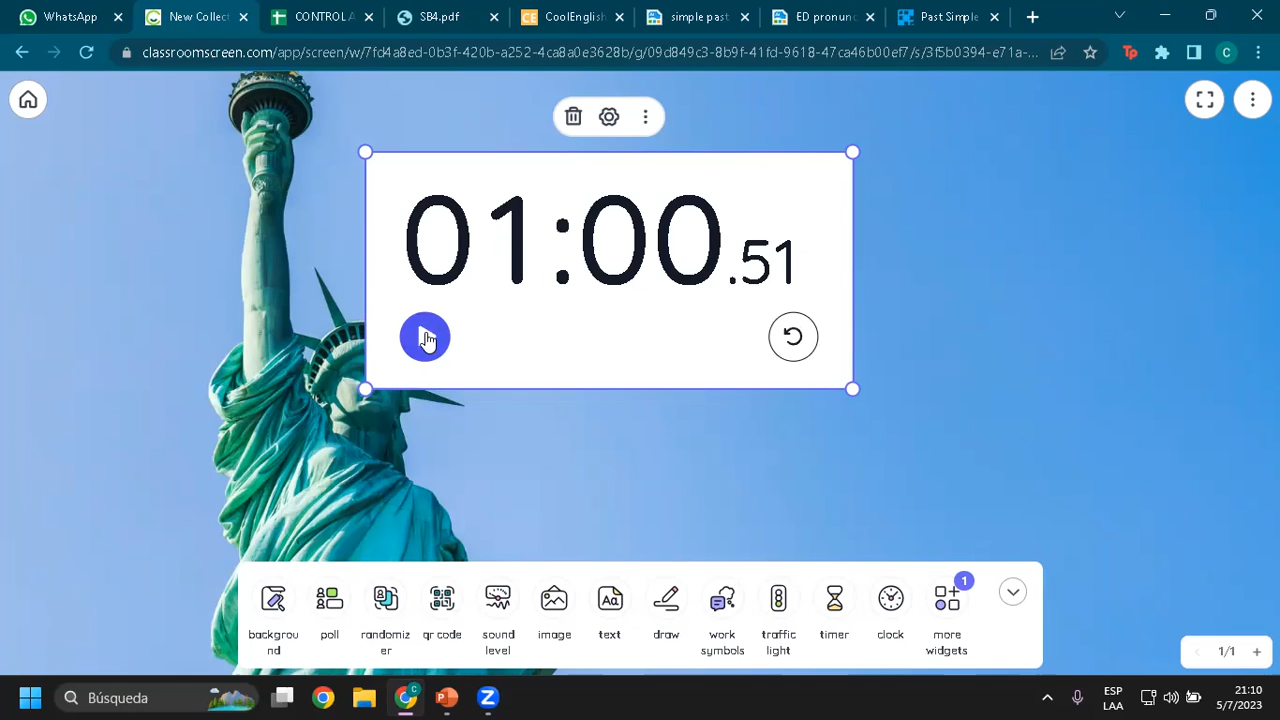 WhatsApp
New Collect
CONTROL A
SB4.pdf
CoolEnglish
simple past
ED pronun
Past Simple
classroomscreen.com/app/screen/w/7fd4a8ed-0b3f-420b-a252-4ca8a0e3628b/g/09d849c3-8b9f-41fd-9618-47ca46b00ef7/s/3f5b0394-e71a-...
C
01:00.51
1
backgrou
nd
poll
randomiz
er
qr code
sound
level
image
text
draw
work
symbols
traffic
light
timer
clock
more
widgets
1/1
Búsqueda
ESP
LAA
21:10
5/7/2023